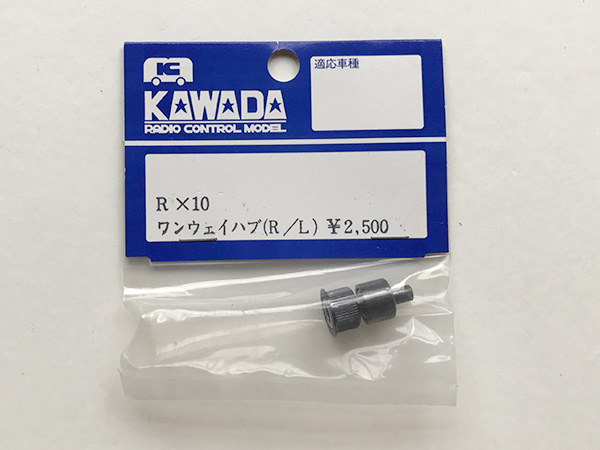 K
KAWADA
RADIO CONTROL MODEL
適応車種
R×10
ワンウェイハブ(R/L) ¥2,500